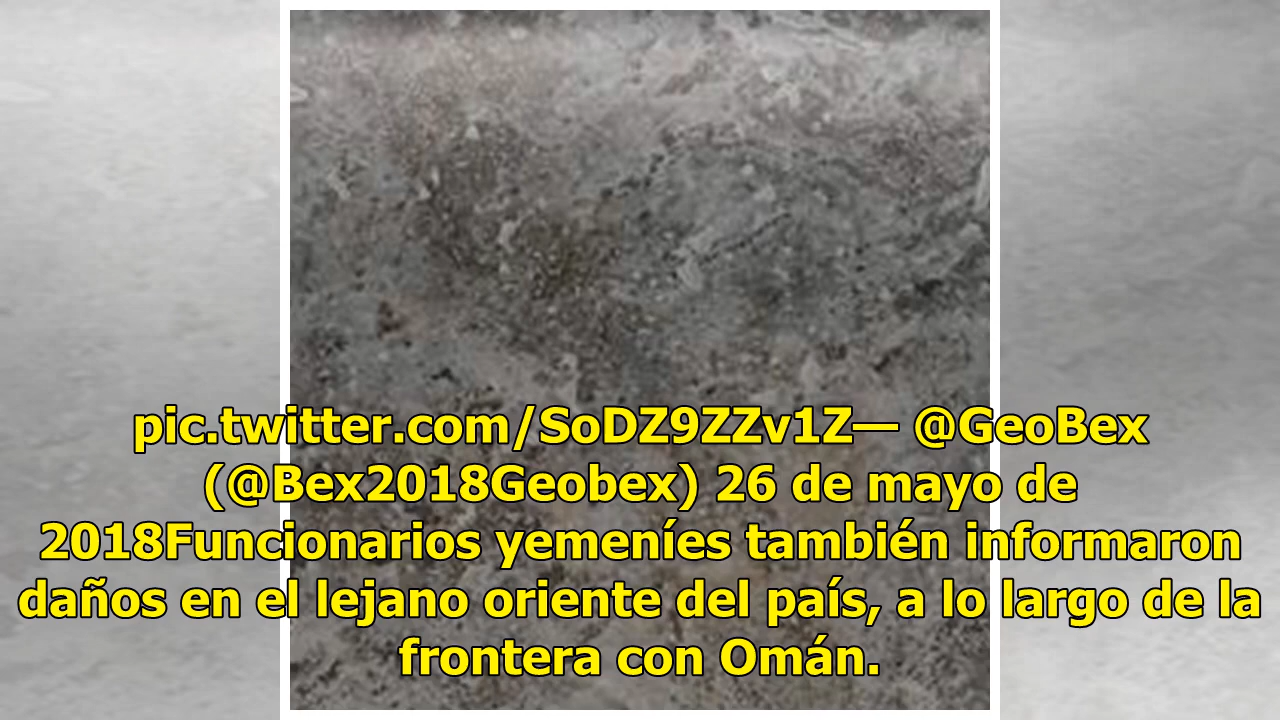 pic.twitter.com/SoDZ9ZZv1Z— @GeoBex
(@Bex2018Geobex) 26 de mayo de
2018Funcionarios yemeníes también informaron
daños en el lejano oriente del país, a lo largo de la
frontera con Omán.